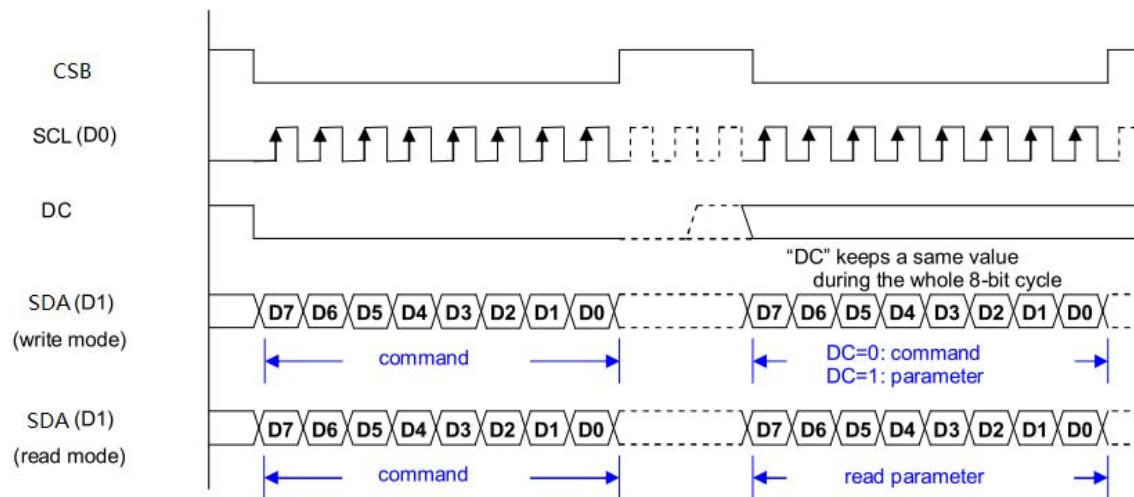 CSB
SCL (D0)
DC
"DC" keeps a same value
during the whole 8-bit cycle
SDA (D1)
(write mode)
D7 D6 D5 D4 D3 D2 D1 D0 D7 D6 D5 D4 D3 D2 D1 D0
command
DC=0: command
DC=1: parameter
SDA (D1)
(read mode)
D7 D6 D5 D4 D3 D2 D1 D0 D7 D6 D5 D4 D3 D2 D1 D0
command read parameter